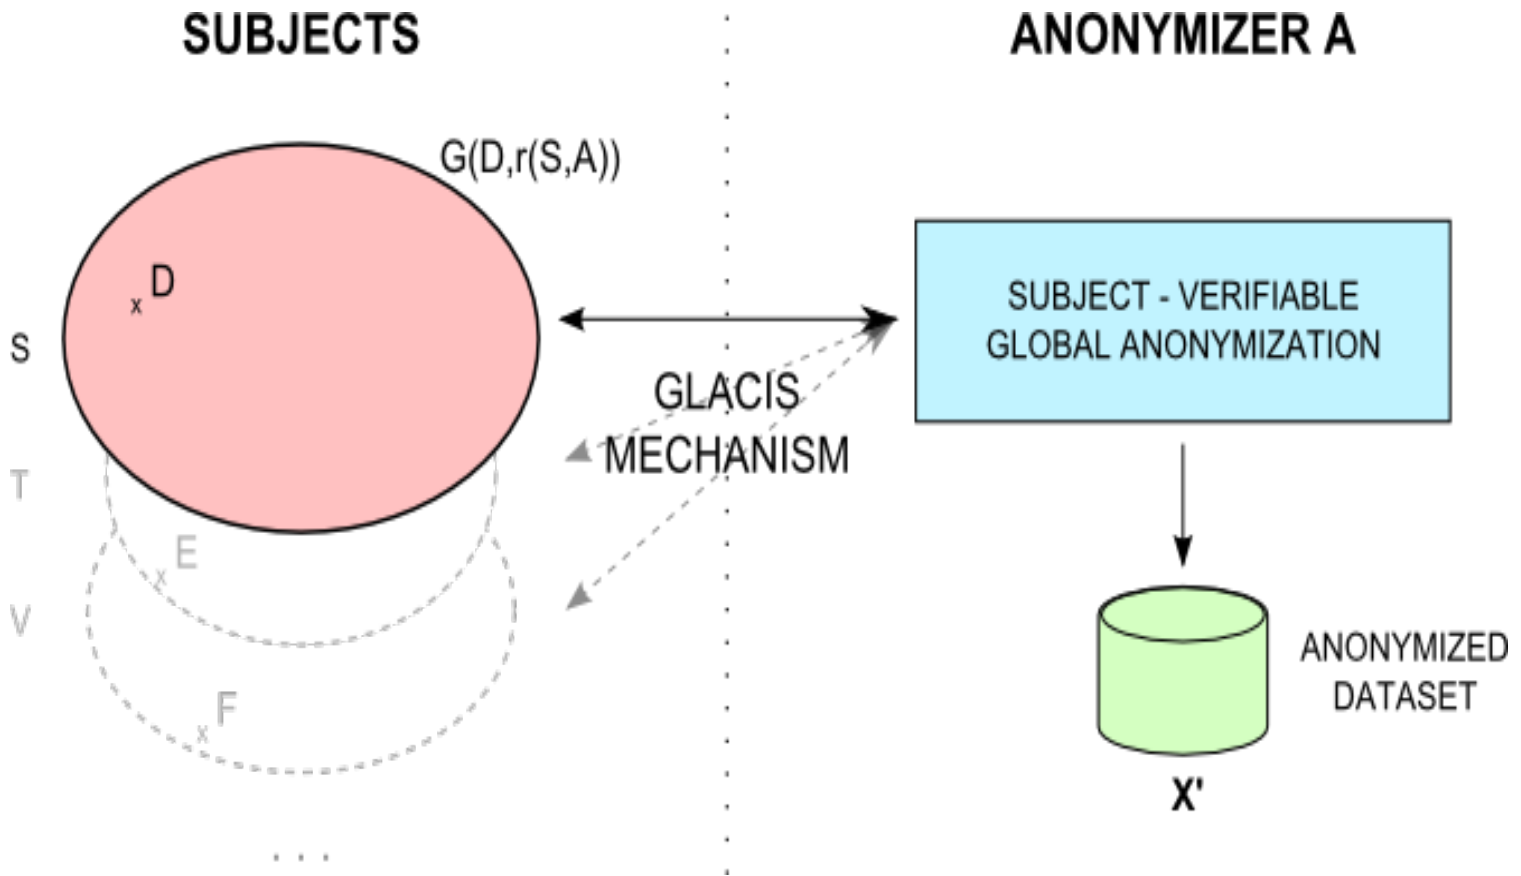 SUBJECTS
ANONYMIZER A
G(D,r(S,A))
x D
S
SUBJECT - VERIFIABLE
GLOBAL ANONYMIZATION
GLACIS
MECHANISM
T
x E
V
x F
ANONYMIZED
DATASET
X'
. . .